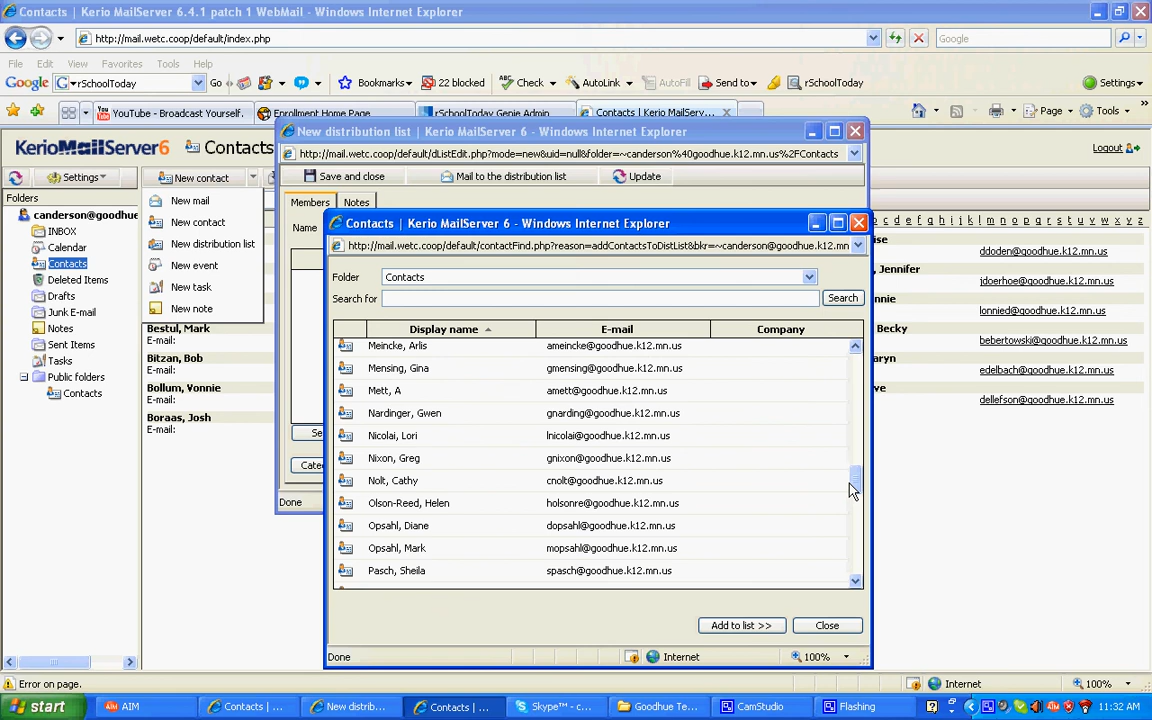 Contacts | Kerio MailServer 6.4.1 patch 1 WebMail - Windows Internet Explorer
http://mail.wetc.coop/default/index.php
Google
File Edit View Favorites Tools Help
Google rSchoolToday Go Bookmarks 22 blocked Check AutoLink AutoFill Send to rSchoolToday Settings
YouTube - Broadcast Yourself. Enrollment Home Page rSchoolToday Genie Admin Contacts | Kerio MailServ... Page Tools
KerioMailServer6 Contacts
Logout
Settings New contact
Folders
canderson@goodhue
INBOX
Calendar
Contacts
Deleted Items
Drafts
Junk E-mail
Notes
Sent Items
Tasks
Public folders
Contacts
New mail
New contact
New distribution list
New event
New task
New note
Bestul, Mark
E-mail:
Bitzan, Bob
E-mail:
Bollum, Vonnie
E-mail:
Boraas, Josh
E-mail:
New distribution list | Kerio MailServer 6 - Windows Internet Explorer
http://mail.wetc.coop/default/dListEdit.php?mode=new&uid=null&folder=~canderson%40goodhue.k12.mn.us%2FContacts
Save and close Mail to the distribution list Update
Members Notes
Name
Se
Cate
Done
Contacts | Kerio MailServer 6 - Windows Internet Explorer
http://mail.wetc.coop/default/contactFind.php?reason=addContactsToDistList&bkr=~canderson@goodhue.k12.mn
Folder Contacts
Search for Search
Display name E-mail Company
Meincke, Arlis ameincke@goodhue.k12.mn.us
Mensing, Gina gmensing@goodhue.k12.mn.us
Mett, A amett@goodhue.k12.mn.us
Nardinger, Gwen gnarding@goodhue.k12.mn.us
Nicolai, Lori lnicolai@goodhue.k12.mn.us
Nixon, Greg gnixon@goodhue.k12.mn.us
Nolt, Cathy cnolt@goodhue.k12.mn.us
Olson-Reed, Helen holsonre@goodhue.k12.mn.us
Opsahl, Diane dopsahl@goodhue.k12.mn.us
Opsahl, Mark mopsahl@goodhue.k12.mn.us
Pasch, Sheila spasch@goodhue.k12.mn.us
Add to list >> Close
Done Internet 100%
k l m n o p q r s t u v w x y z
ise
ddoden@goodhue.k12.mn.us
, Jennifer
jdoerhoe@goodhue.k12.mn.us
nnie
lonnied@goodhue.k12.mn.us
Becky
bebertowski@goodhue.k12.mn.us
aryn
edelbach@goodhue.k12.mn.us
ve
dellefson@goodhue.k12.mn.us
Error on page. Internet 100%
start AIM Contacts | ... New distrib... Contacts | ... Skype™ - c... Goodhue Te... CamStudio Flashing 11:32 AM